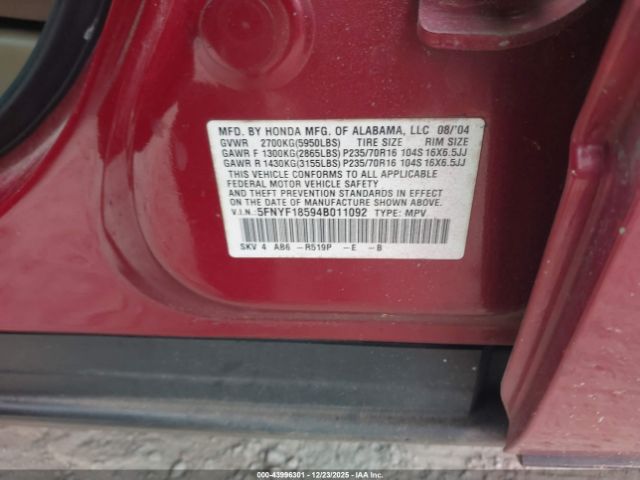 MFD. BY HONDA MFG. OF ALABAMA, LLC 08/'04
GVWR 2700KG(5950LBS) TIRE SIZE RIM SIZE
GAWR F 1300KG(2865LBS) P235/70R16 104S 16X6.5JJ
GAWR R 1430KG(3155LBS) P235/70R16 104S 16X6.5JJ
THIS VEHICLE CONFORMS TO ALL APPLICABLE
FEDERAL MOTOR VEHICLE SAFETY AND THEFT
PREVENTION STANDARDS IN EFFECT
ON THE DATE OF MANUFACTURE SHOWN ABOVE.
V.I.N.: 5FNYF18594B011092 TYPE: MPV
SKV 4 AB6 -R519P -E -B
000-43996301 - 12/23/2025 - IAA Inc.